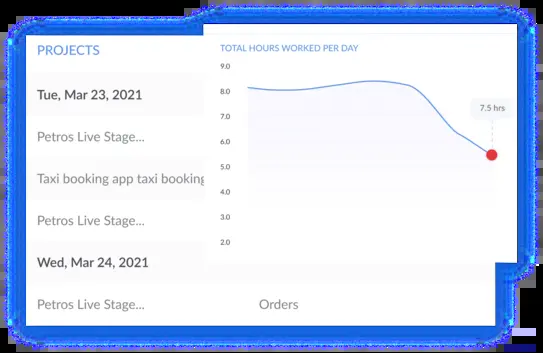 PROJECTS
Tue, Mar 23, 2021
Petros Live Stage...
Taxi booking app taxi booking
Petros Live Stage...
Wed, Mar 24, 2021
Petros Live Stage...
Orders
TOTAL HOURS WORKED PER DAY
9.0
8.0
7.0
7.5 hrs
6.0
5.0
4.0
3.0
2.0